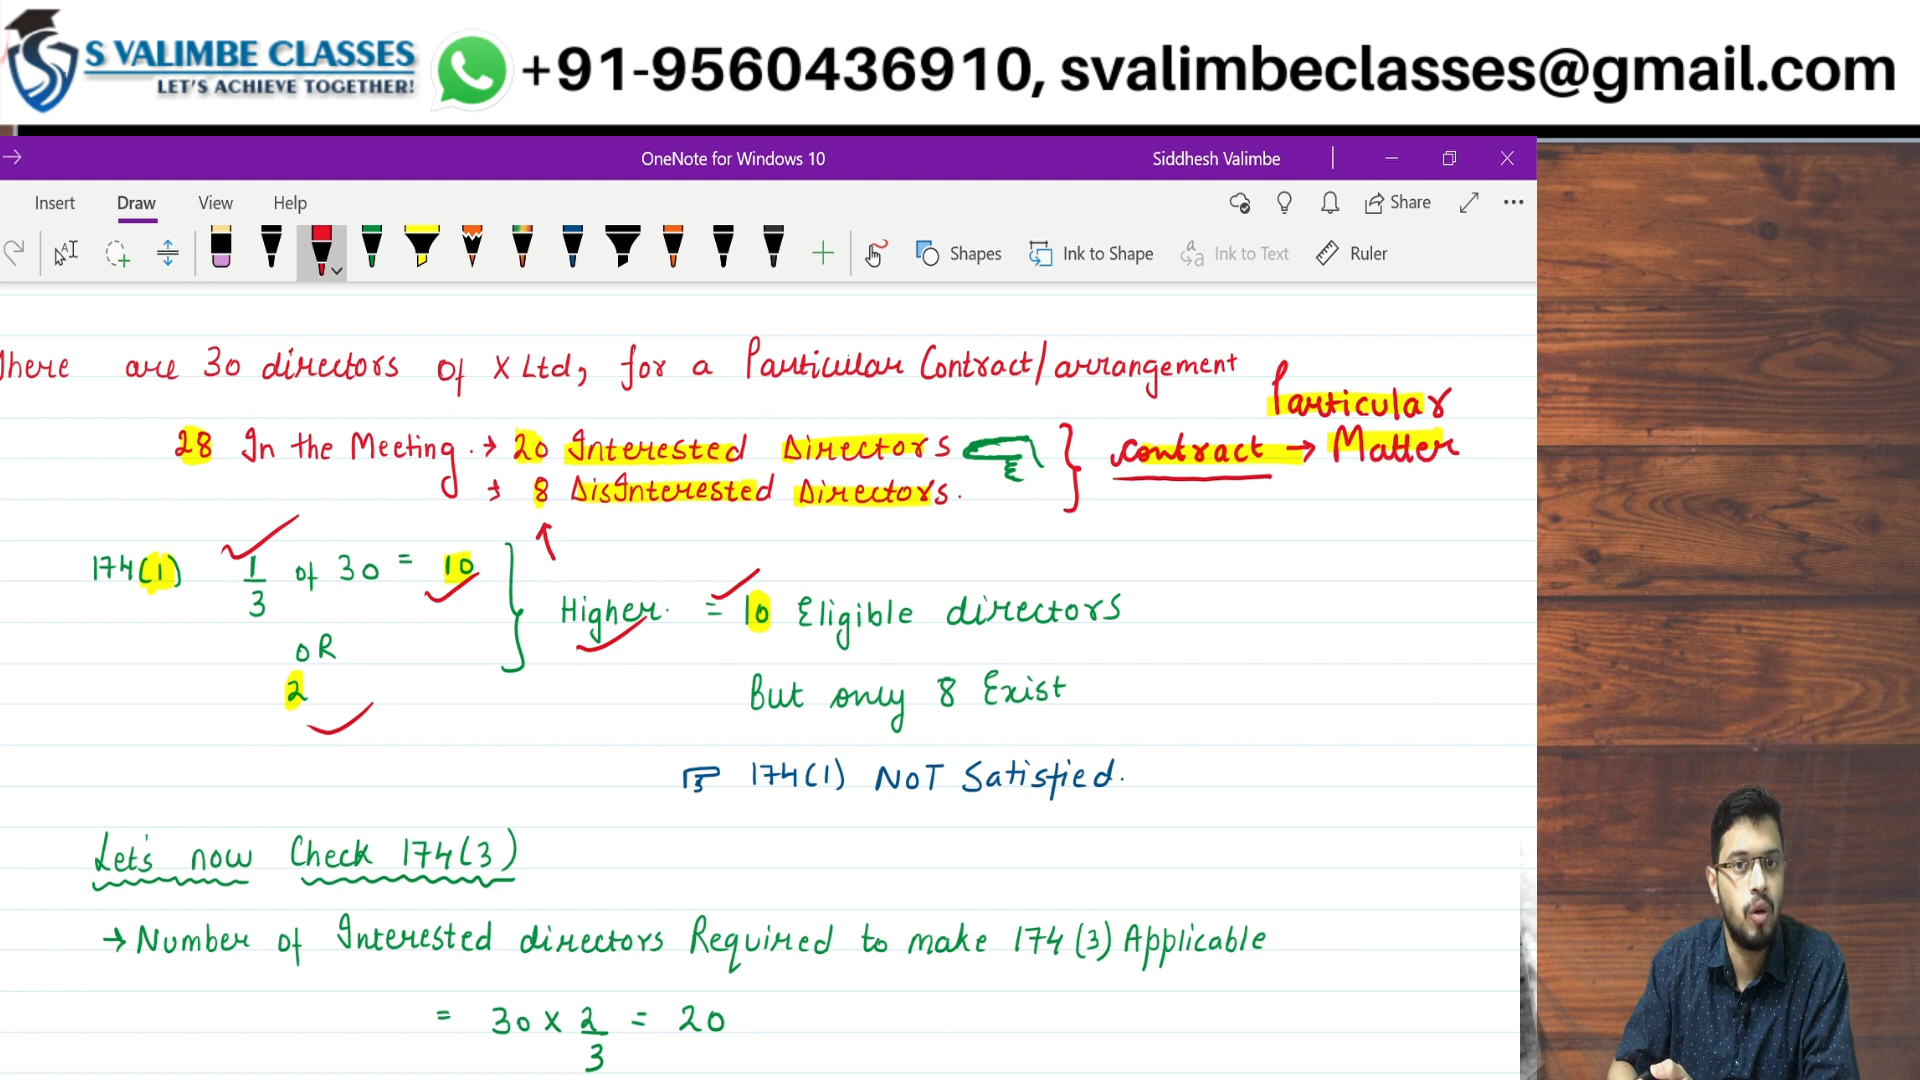 S VALIMBE CLASSES
LET'S ACHIEVE TOGETHER!
+91-9560436910, svalimbeclasses@gmail.com
OneNote for Windows 10
Siddhesh Valimbe
Insert Draw View Help
Share
Shapes Ink to Shape Ink to Text Ruler
There are 30 directors of X Ltd, for a Particular Contract/arrangement
28 In the Meeting. → 20 Interested Directors
→ 8 DisInterested Directors.
Contract → Particular Matter
174(1) 1/3 of 30 = 10
OR
2
Higher. = 10 Eligible directors
But only 8 Exist
174(1) NOT Satisfied.
Let's now Check 174(3)
→ Number of Interested directors Required to make 174(3) Applicable
= 30 x 2/3 = 20